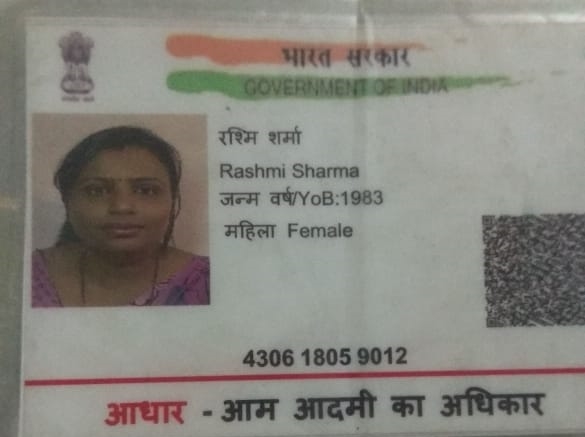 भारत सरकार
GOVERNMENT OF INDIA
रश्मि शर्मा
Rashmi Sharma
जन्म वर्ष/YoB:1983
महिला Female
4306 1805 9012
आधार - आम आदमी का अधिकार